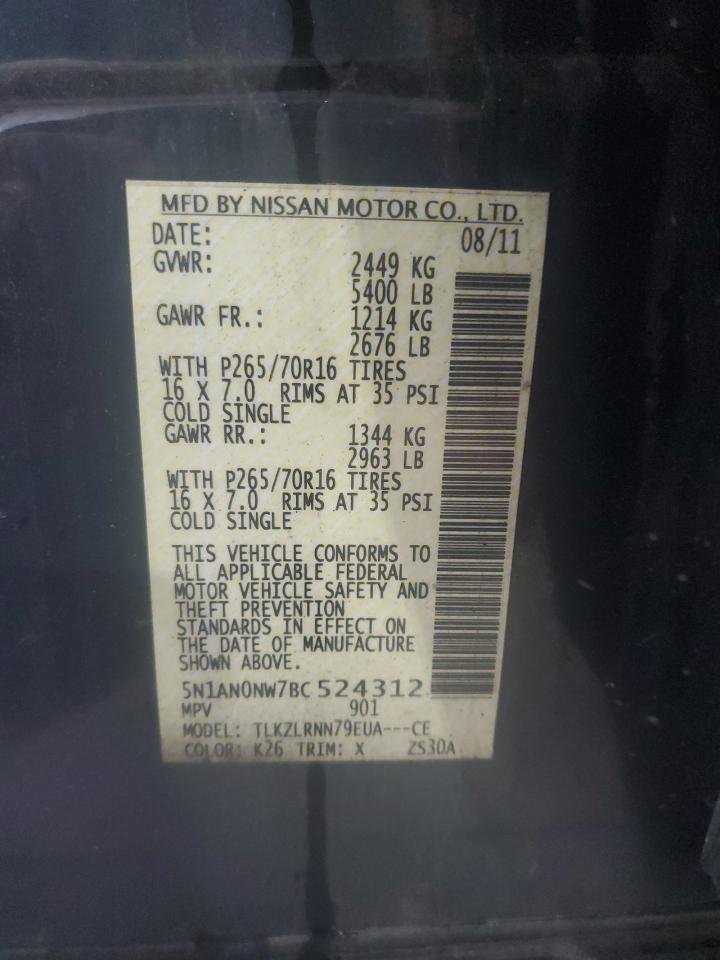 MFD BY NISSAN MOTOR CO., LTD.
DATE: 08/11
GVWR: 2449 KG
5400 LB
GAWR FR.: 1214 KG
2676 LB
WITH P265/70R16 TIRES
16 X 7.0 RIMS AT 35 PSI
COLD SINGLE
GAWR RR.: 1344 KG
2963 LB
WITH P265/70R16 TIRES
16 X 7.0 RIMS AT 35 PSI
COLD SINGLE
THIS VEHICLE CONFORMS TO
ALL APPLICABLE FEDERAL
MOTOR VEHICLE SAFETY AND
THEFT PREVENTION
STANDARDS IN EFFECT ON
THE DATE OF MANUFACTURE
SHOWN ABOVE.
5N1AN0NW7BC 524312
MPV 901
MODEL: TLKZLRNN79EUA---CE
COLOR: K26 TRIM: X ZS30A